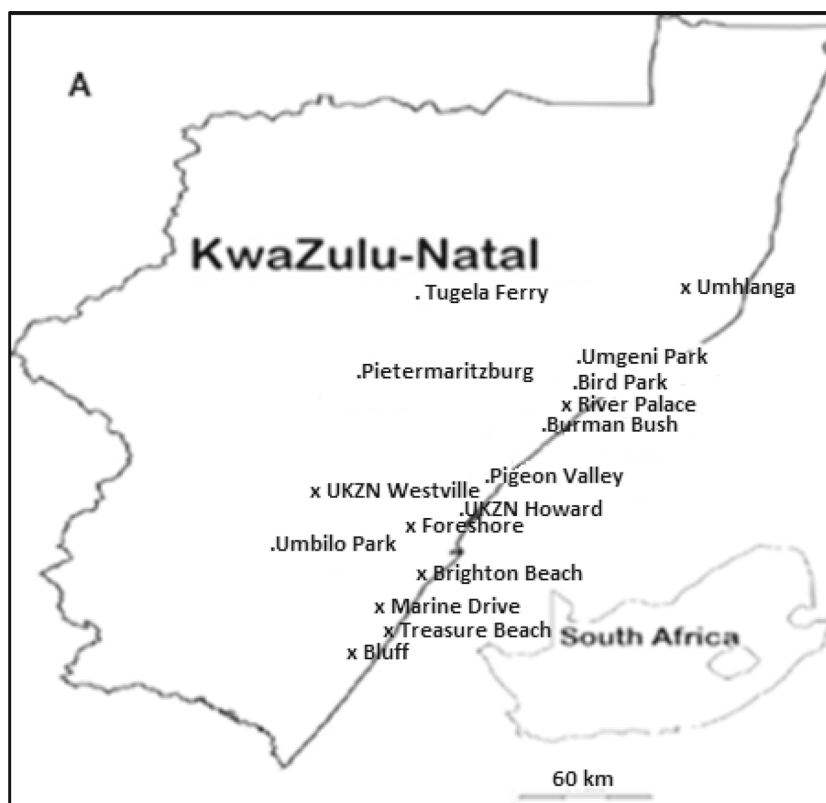 A
KwaZulu-Natal
. Tugela Ferry
x Umhlanga
.Umgeni Park
.Pietermaritzburg
.Bird Park
x River Palace
.Burman Bush
.Pigeon Valley
x UKZN Westville
.UKZN Howard
x Foreshore
.Umbilo Park
x Brighton Beach
x Marine Drive
x Treasure Beach
South Africa
x Bluff
60 km